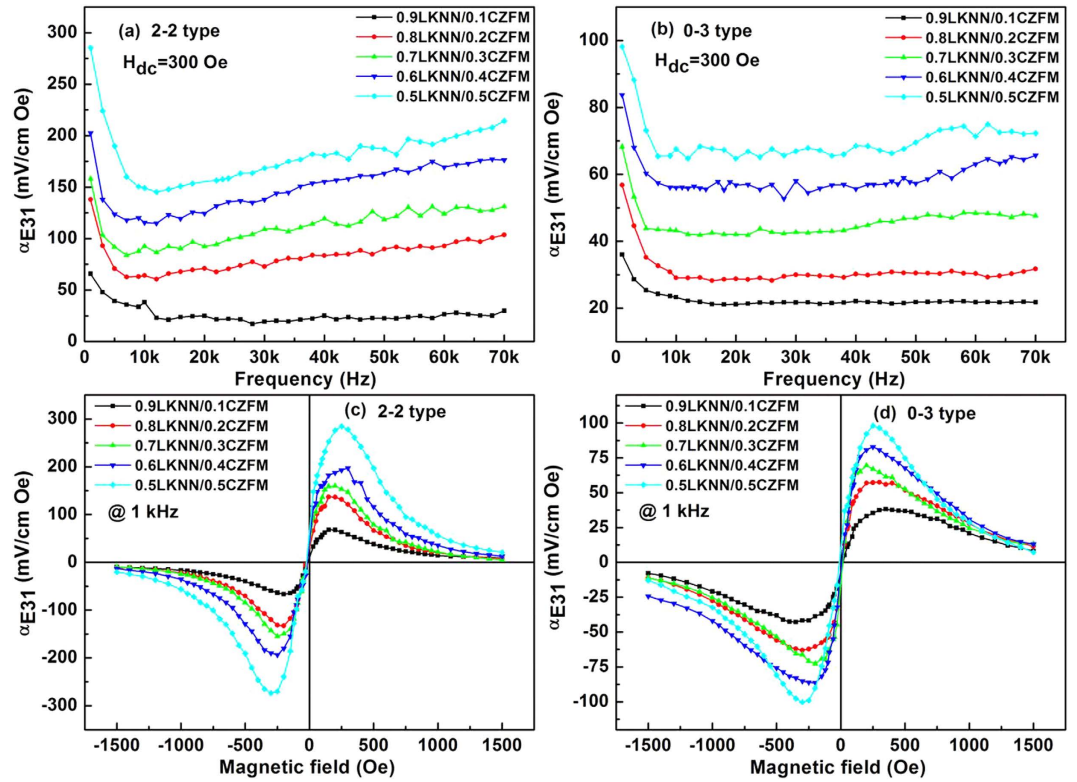 (a) 2-2 type
H_dc=300 Oe
0.9LKNN/0.1CZFM
0.8LKNN/0.2CZFM
0.7LKNN/0.3CZFM
0.6LKNN/0.4CZFM
0.5LKNN/0.5CZFM
αE31 (mV/cm Oe)
300
250
200
150
100
50
0
0 10k 20k 30k 40k 50k 60k 70k
Frequency (Hz)
(b) 0-3 type
H_dc=300 Oe
0.9LKNN/0.1CZFM
0.8LKNN/0.2CZFM
0.7LKNN/0.3CZFM
0.6LKNN/0.4CZFM
0.5LKNN/0.5CZFM
αE31 (mV/cm Oe)
100
80
60
40
20
0 10k 20k 30k 40k 50k 60k 70k
Frequency (Hz)
(c) 2-2 type
0.9LKNN/0.1CZFM
0.8LKNN/0.2CZFM
0.7LKNN/0.3CZFM
0.6LKNN/0.4CZFM
0.5LKNN/0.5CZFM
@ 1 kHz
αE31 (mV/cm Oe)
300
200
100
0
-100
-200
-300
-1500 -1000 -500 0 500 1000 1500
Magnetic field (Oe)
(d) 0-3 type
0.9LKNN/0.1CZFM
0.8LKNN/0.2CZFM
0.7LKNN/0.3CZFM
0.6LKNN/0.4CZFM
0.5LKNN/0.5CZFM
@ 1 kHz
αE31 (mV/cm Oe)
100
75
50
25
0
-25
-50
-75
-100
-1500 -1000 -500 0 500 1000 1500
Magnetic field (Oe)